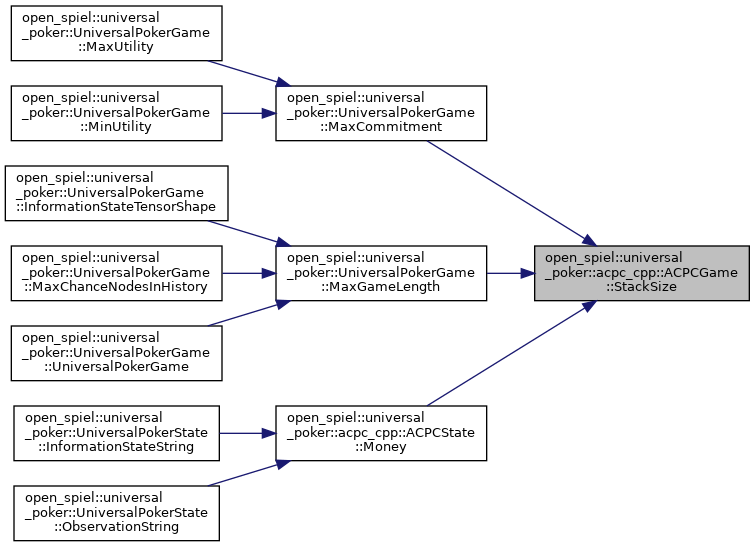 open_spiel::universal
_poker::UniversalPokerGame
::MaxUtility
open_spiel::universal
_poker::UniversalPokerGame
::MinUtility
open_spiel::universal
_poker::UniversalPokerGame
::MaxCommitment
open_spiel::universal
_poker::UniversalPokerGame
::InformationStateTensorShape
open_spiel::universal
_poker::UniversalPokerGame
::MaxChanceNodesInHistory
open_spiel::universal
_poker::UniversalPokerGame
::MaxGameLength
open_spiel::universal
_poker::acpc_cpp::ACPCGame
::StackSize
open_spiel::universal
_poker::UniversalPokerGame
::UniversalPokerGame
open_spiel::universal
_poker::UniversalPokerState
::InformationStateString
open_spiel::universal
_poker::acpc_cpp::ACPCState
::Money
open_spiel::universal
_poker::UniversalPokerState
::ObservationString